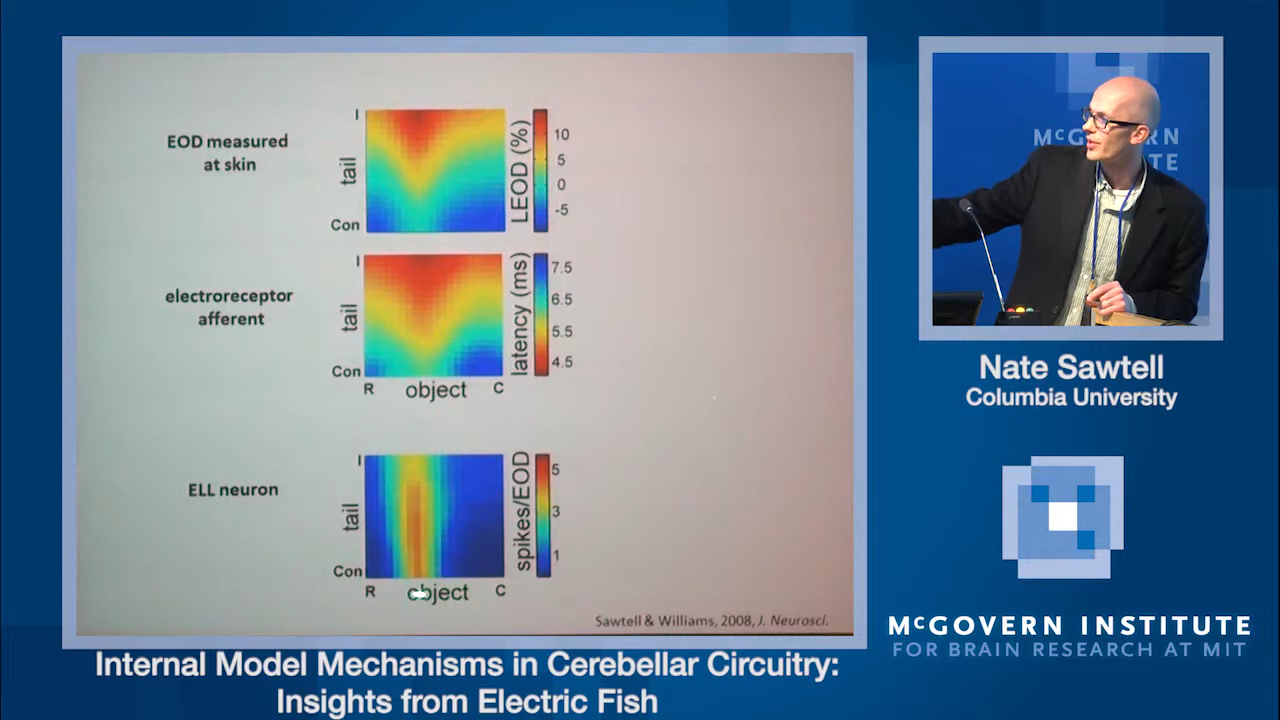 EOD measured
at skin
I
tail
Con
LEOD (%)
10
5
0
-5
electroreceptor
afferent
I
tail
Con
R object C
latency (ms)
7.5
6.5
5.5
4.5
ELL neuron
I
tail
Con
R object C
spikes/EOD
5
3
1
Sawtell & Williams, 2008, J. Neurosci.
McGOVERN
INSTITUTE
Nate Sawtell
Columbia University
McGOVERN INSTITUTE
FOR BRAIN RESEARCH AT MIT
Internal Model Mechanisms in Cerebellar Circuitry:
Insights from Electric Fish